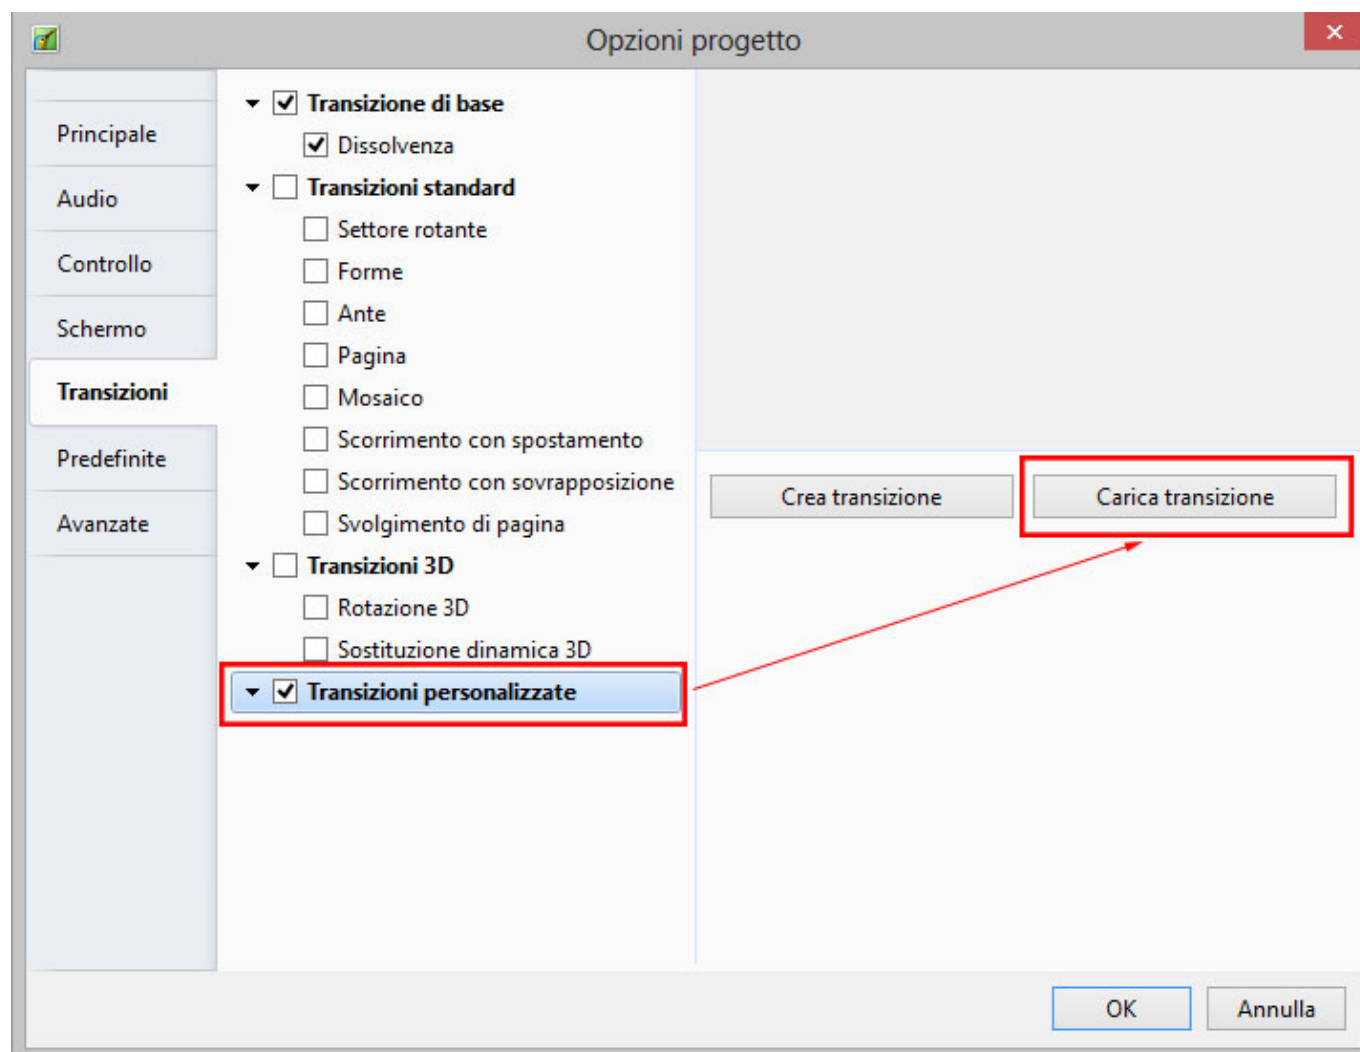 Opzioni progetto
Principale
Audio
Controllo
Schermo
Transizioni
Predefinite
Avanzate
Transizione di base
Dissolvenza
Transizioni standard
Settore rotante
Forme
Ante
Pagina
Mosaico
Scorrimento con spostamento
Scorrimento con sovrapposizione
Svolgimento di pagina
Transizioni 3D
Rotazione 3D
Sostituzione dinamica 3D
Transizioni personalizzate
Crea transizione
Carica transizione
OK
Annulla